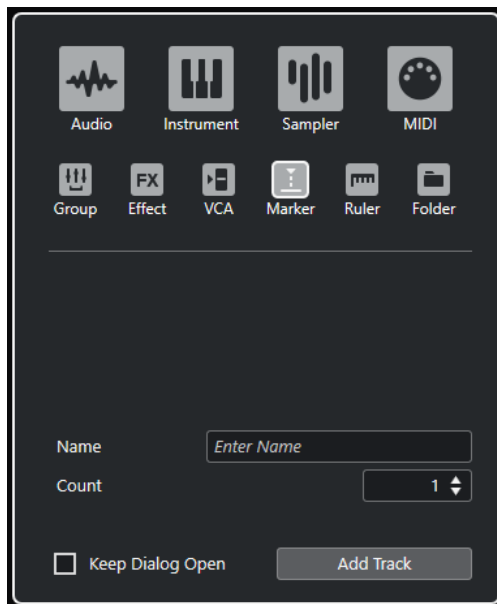 Audio Instrument Sampler MIDI
FX
Group Effect VCA Marker Ruler Folder
Name Enter Name
Count 1
Keep Dialog Open Add Track